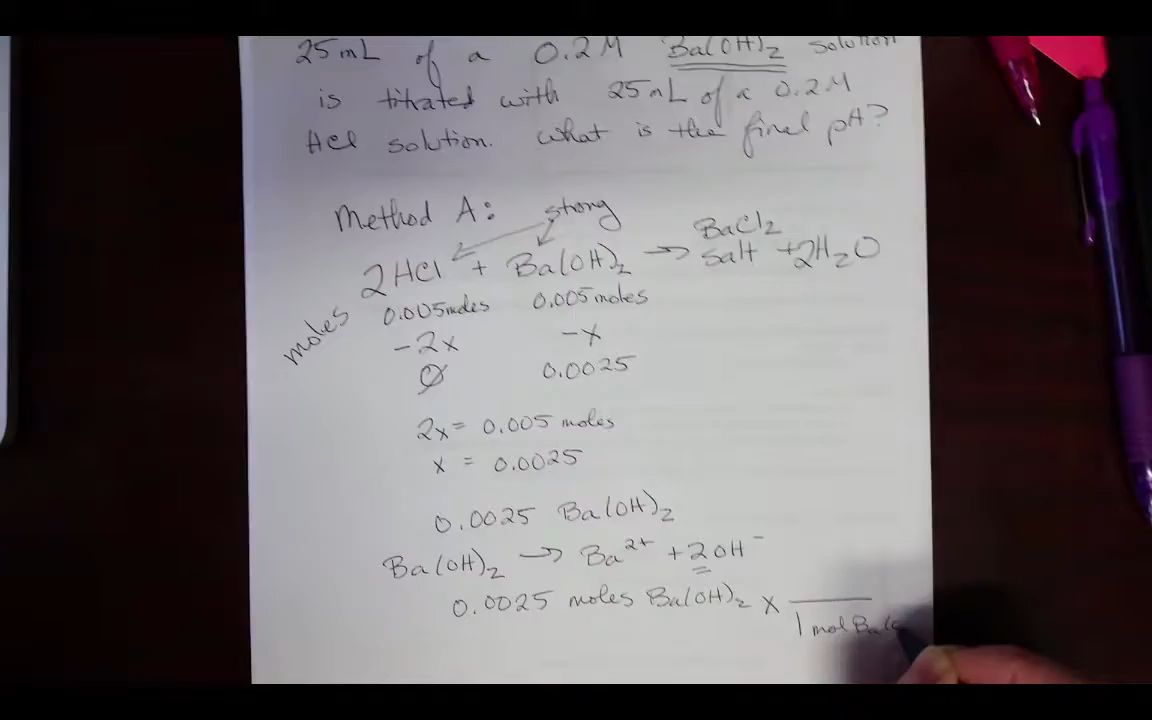 25 mL of a 0.2 M Ba(OH)₂ solution
is titrated with 25 mL of a 0.2 M
HCl solution. What is the final pH?
Method A: strong
BaCl₂
2HCl + Ba(OH)₂ → salt + 2H₂O
moles 0.005 moles 0.005 moles
-2x -x
∅ 0.0025
2x = 0.005 moles
x = 0.0025
0.0025 Ba(OH)₂
Ba(OH)₂ → Ba²⁺ + 2OH⁻
0.0025 moles Ba(OH)₂ x
1 mol Ba(